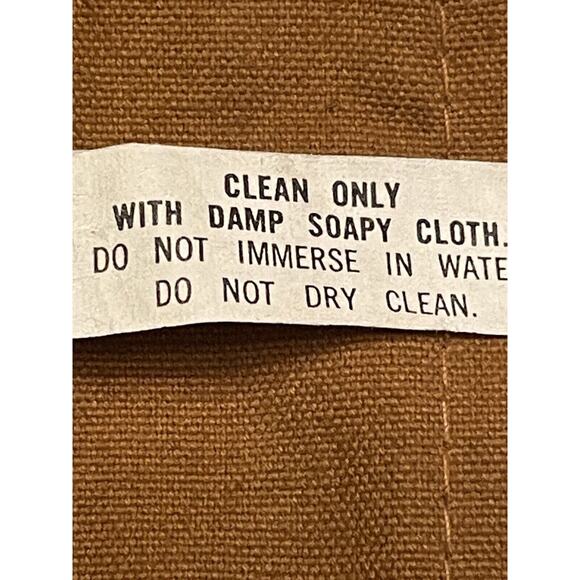 CLEAN ONLY
WITH DAMP SOAPY CLOTH.
DO NOT IMMERSE IN WATE
DO NOT DRY CLEAN.